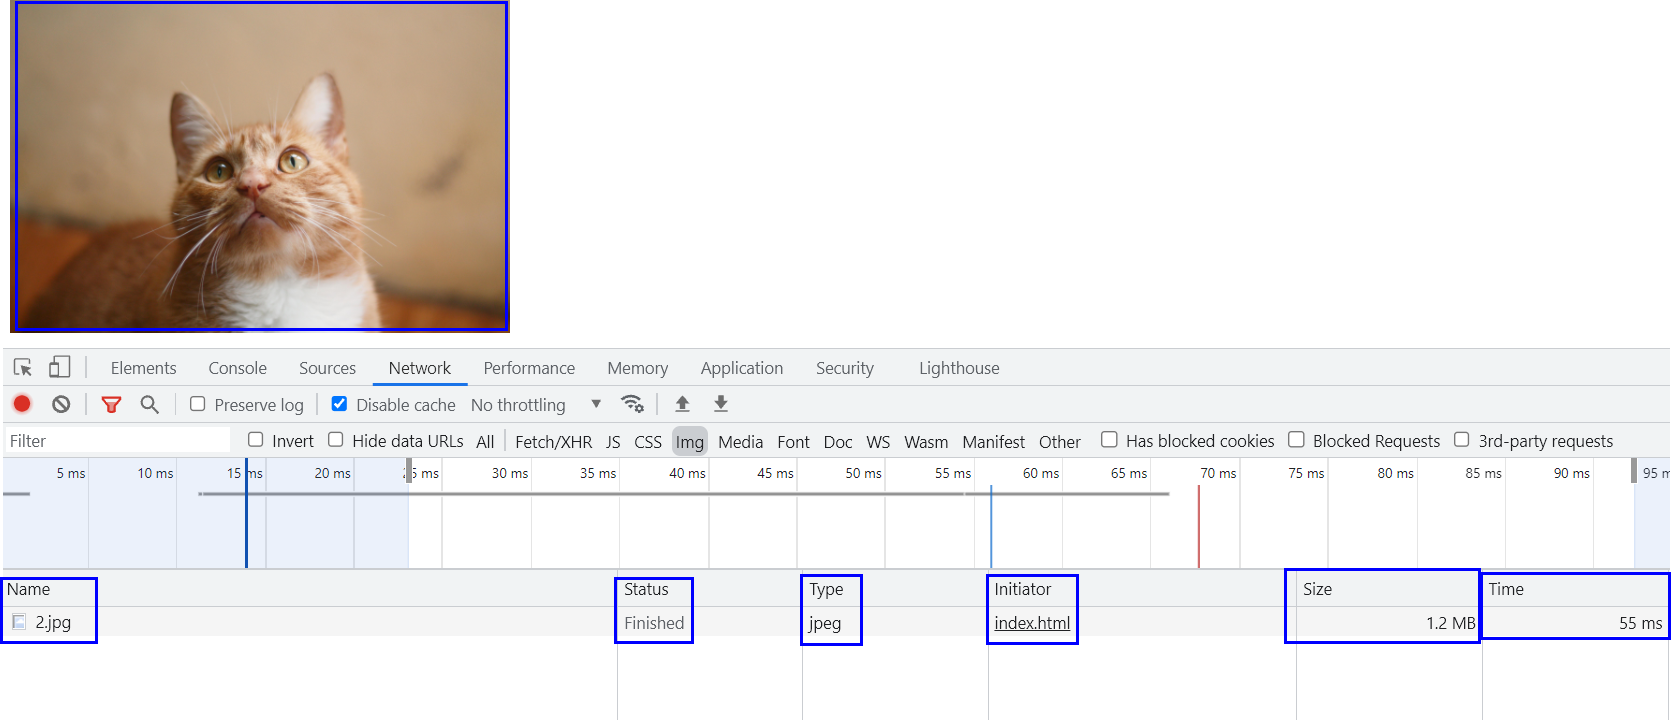 Elements Console Sources Network Performance Memory Application Security Lighthouse
Preserve log Disable cache No throttling
Filter Invert Hide data URLs All Fetch/XHR JS CSS Img Media Font Doc WS Wasm Manifest Other Has blocked cookies Blocked Requests 3rd-party requests
5 ms 10 ms 15 ms 20 ms 25 ms 30 ms 35 ms 40 ms 45 ms 50 ms 55 ms 60 ms 65 ms 70 ms 75 ms 80 ms 85 ms 90 ms 95 m
Name Status Type Initiator Size Time
2.jpg Finished jpeg index.html 1.2 MB 55 ms